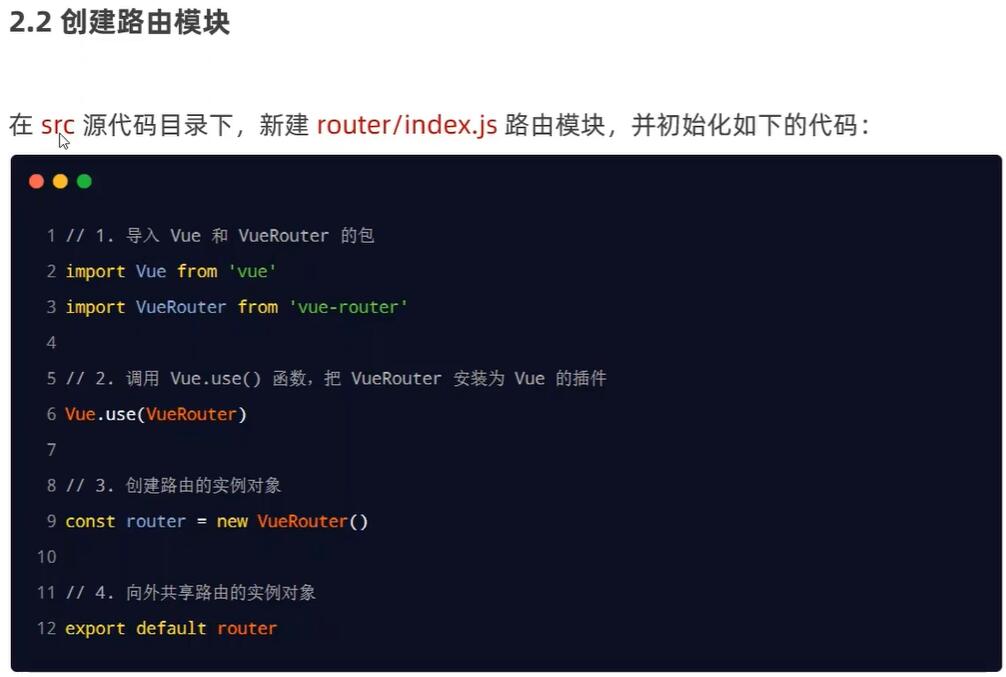 2.2 创建路由模块
在 src 源代码目录下，新建 router/index.js 路由模块，并初始化如下的代码：
1 // 1. 导入 Vue 和 VueRouter 的包
2 import Vue from 'vue'
3 import VueRouter from 'vue-router'
4
5 // 2. 调用 Vue.use() 函数，把 VueRouter 安装为 Vue 的插件
6 Vue.use(VueRouter)
7
8 // 3. 创建路由的实例对象
9 const router = new VueRouter()
10
11 // 4. 向外共享路由的实例对象
12 export default router